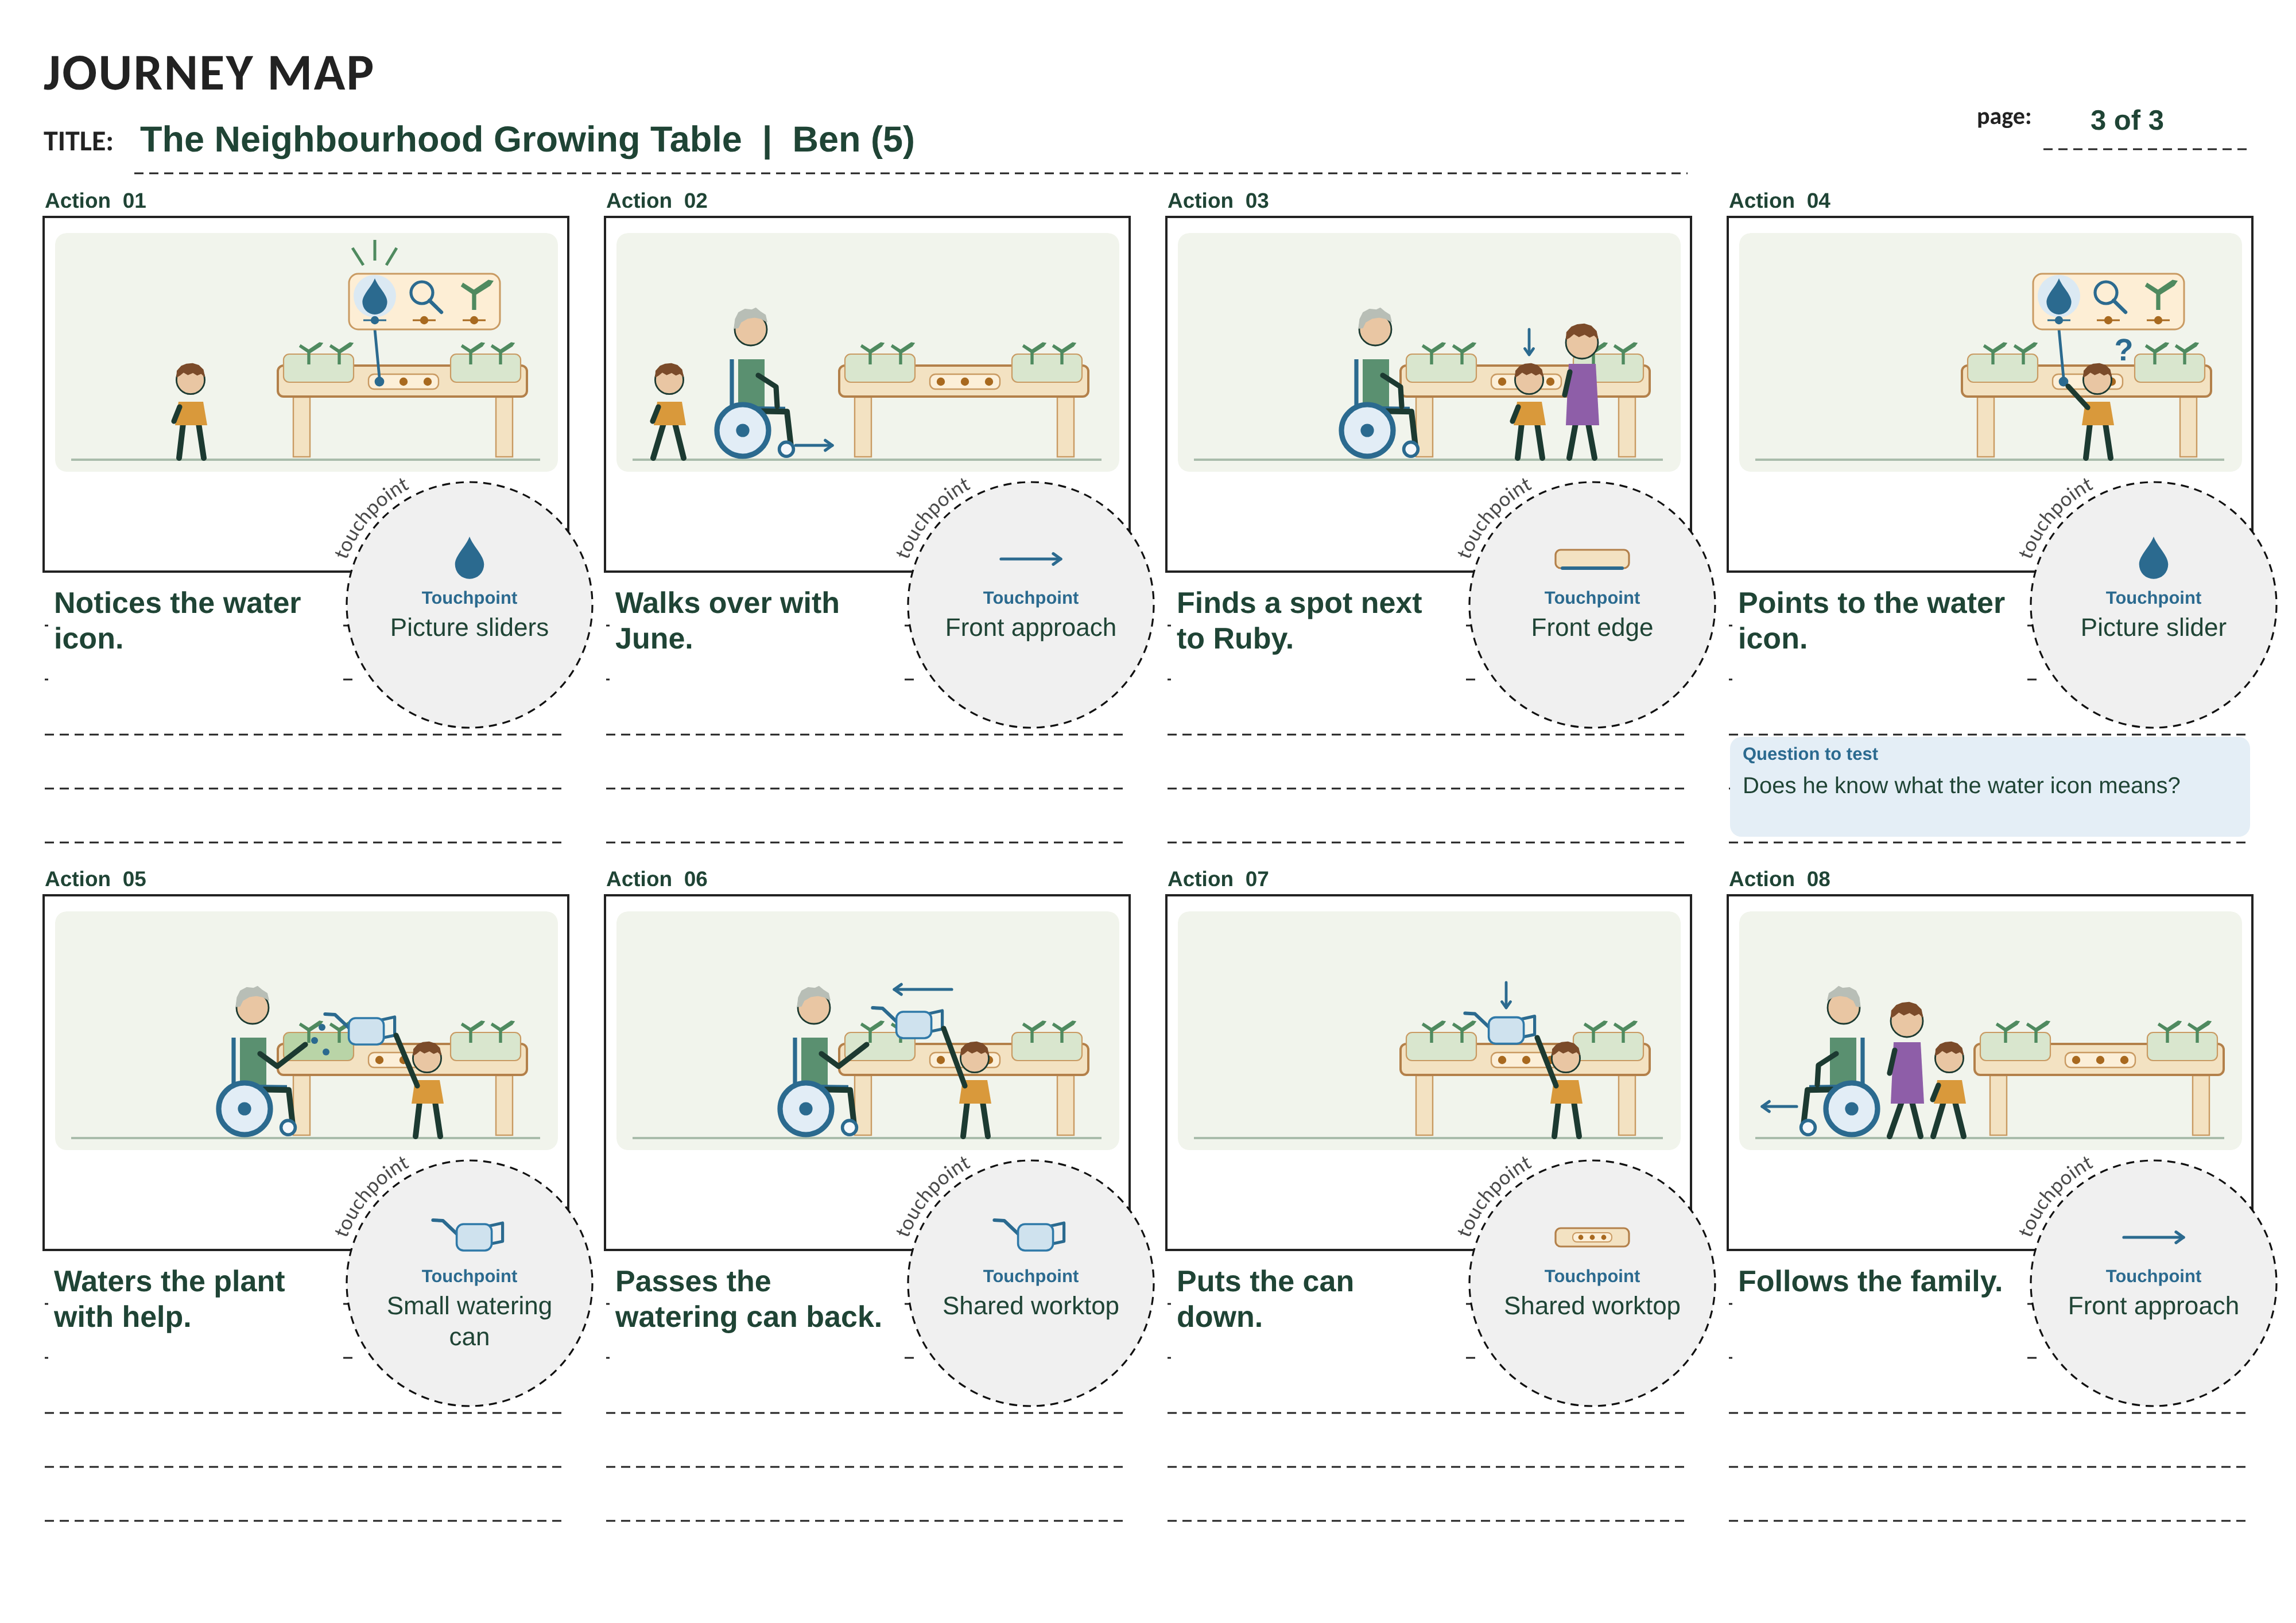 JOURNEY MAP
TITLE: The Neighbourhood Growing Table | Ben (5)
page: 3 of 3
Action 01
touchpoint
Touchpoint
Picture sliders
Notices the water
icon.
Action 02
touchpoint
Touchpoint
Front approach
Walks over with
June.
Action 03
touchpoint
Touchpoint
Front edge
Finds a spot next
to Ruby.
Action 04
?
touchpoint
Touchpoint
Picture slider
Points to the water
icon.
Question to test
Does he know what the water icon means?
Action 05
touchpoint
Touchpoint
Small watering
can
Waters the plant
with help.
Action 06
touchpoint
Touchpoint
Shared worktop
Passes the
watering can back.
Action 07
touchpoint
Touchpoint
Shared worktop
Puts the can
down.
Action 08
touchpoint
Touchpoint
Front approach
Follows the family.